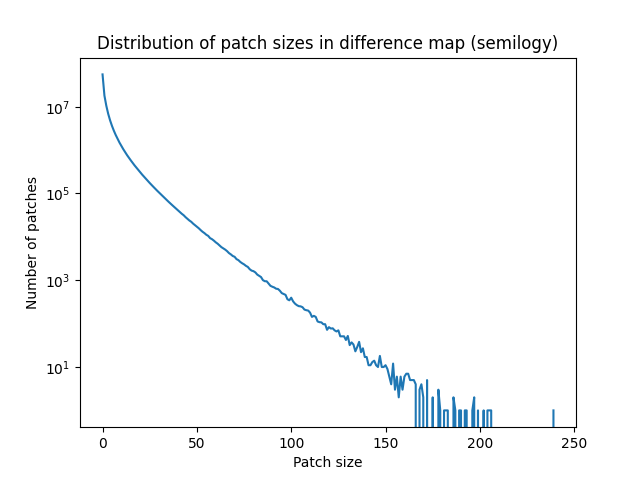 Distribution of patch sizes in difference map (semilogy)
Number of patches
10^7
10^5
10^3
10^1
0 50 100 150 200 250
Patch size